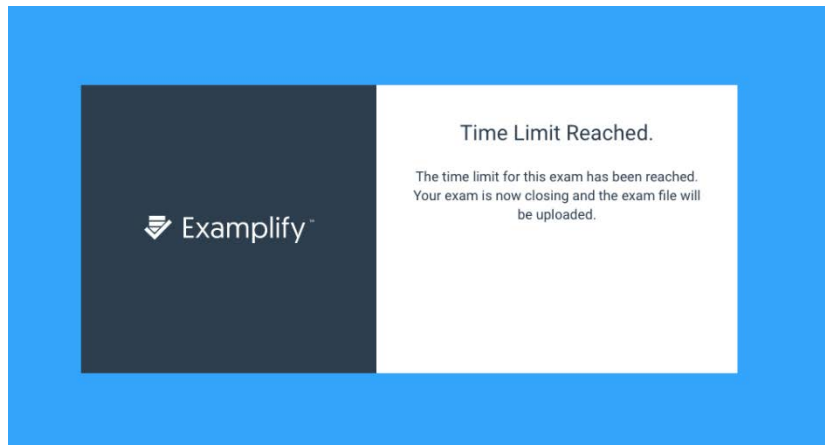 Examplify™
Time Limit Reached.
The time limit for this exam has been reached.
Your exam is now closing and the exam file will
be uploaded.